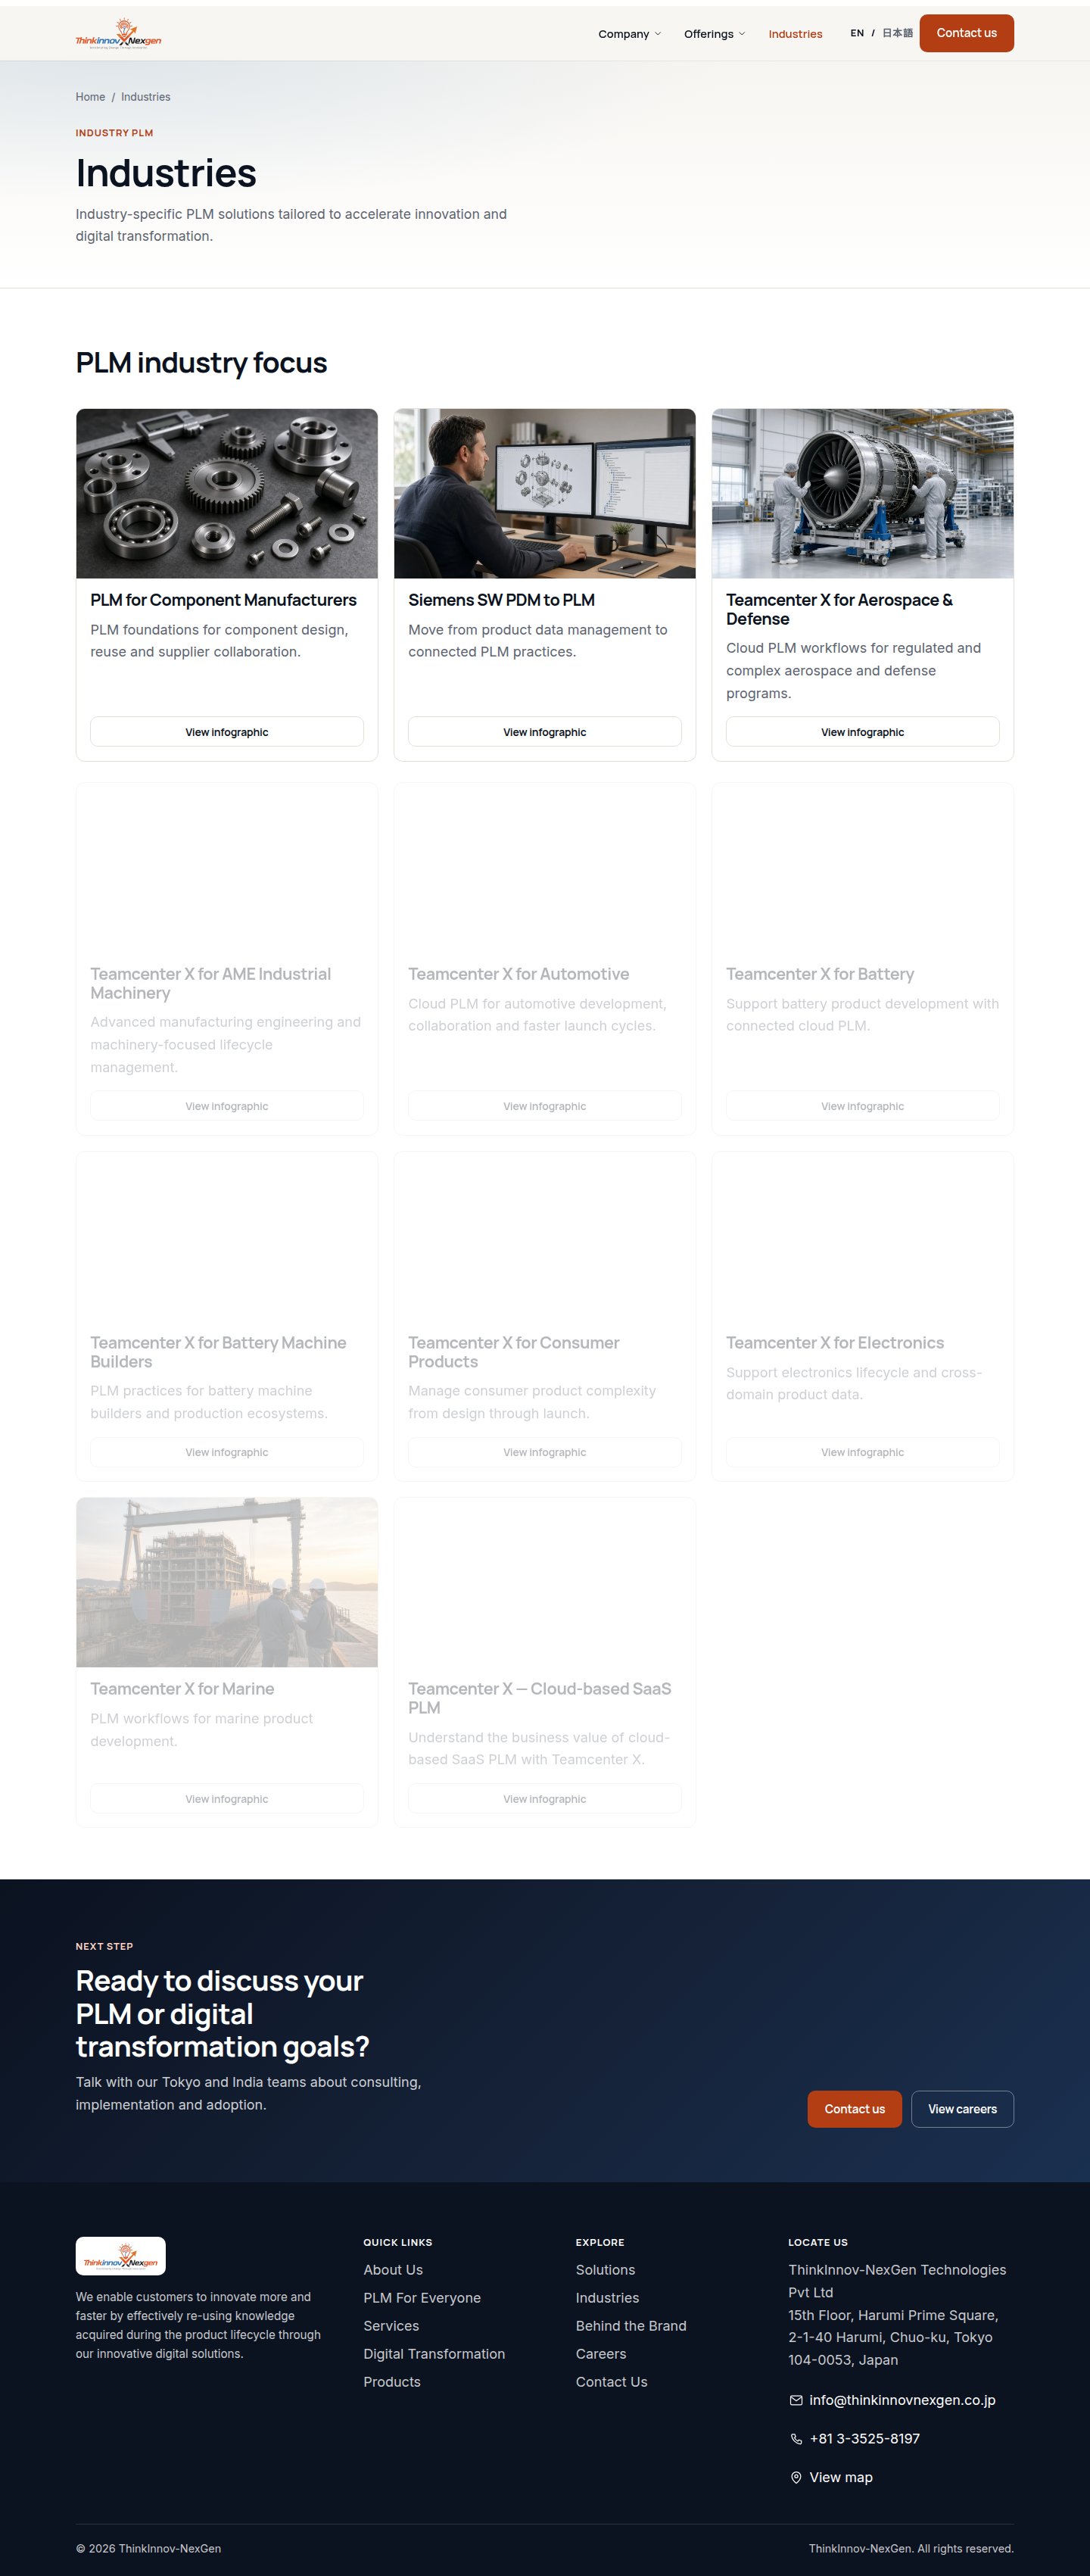 ThinkInnov XNexgen
Company
Offerings
Industries
EN / 日本語
Contact us
Home / Industries
INDUSTRY PLM
Industries
Industry-specific PLM solutions tailored to accelerate innovation and
digital transformation.
PLM industry focus
PLM for Component Manufacturers
PLM foundations for component design,
reuse and supplier collaboration.
View infographic
Siemens SW PDM to PLM
Move from product data management to
connected PLM practices.
View infographic
Teamcenter X for Aerospace &
Defense
Cloud PLM workflows for regulated and
complex aerospace and defense
programs.
View infographic
Teamcenter X for AME Industrial
Machinery
Advanced manufacturing engineering and
machinery-focused lifecycle
management.
View infographic
Teamcenter X for Automotive
Cloud PLM for automotive development,
collaboration and faster launch cycles.
View infographic
Teamcenter X for Battery
Support battery product development with
connected cloud PLM.
View infographic
Teamcenter X for Battery Machine
Builders
PLM practices for battery machine
builders and production ecosystems.
View infographic
Teamcenter X for Consumer
Products
Manage consumer product complexity
from design through launch.
View infographic
Teamcenter X for Electronics
Support electronics lifecycle and cross-
domain product data.
View infographic
Teamcenter X for Marine
PLM workflows for marine product
development.
View infographic
Teamcenter X — Cloud-based SaaS
PLM
Understand the business value of cloud-
based SaaS PLM with Teamcenter X.
View infographic
NEXT STEP
Ready to discuss your
PLM or digital
transformation goals?
Talk with our Tokyo and India teams about consulting,
implementation and adoption.
Contact us
View careers
ThinkInnov XNexgen
We enable customers to innovate more and
faster by effectively re-using knowledge
acquired during the product lifecycle through
our innovative digital solutions.
QUICK LINKS
About Us
PLM For Everyone
Services
Digital Transformation
Products
EXPLORE
Solutions
Industries
Behind the Brand
Careers
Contact Us
LOCATE US
ThinkInnov-NexGen Technologies
Pvt Ltd
15th Floor, Harumi Prime Square,
2-1-40 Harumi, Chuo-ku, Tokyo
104-0053, Japan
info@thinkinnovnexgen.co.jp
+81 3-3525-8197
View map
© 2026 ThinkInnov-NexGen
ThinkInnov-NexGen. All rights reserved.